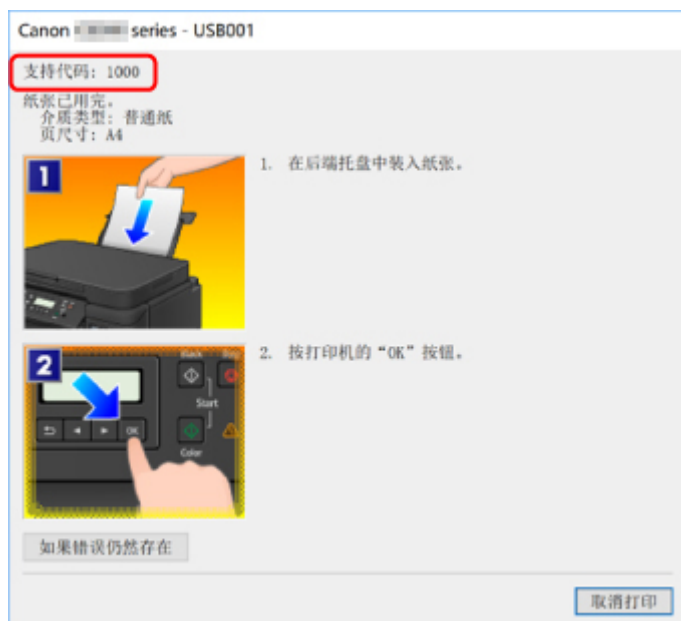 Canon series - USB001
支持代码: 1000
纸张已用完。
介质类型: 普通纸
页尺寸: A4
1
1. 在后端托盘中装入纸张。
2
2. 按打印机的“OK”按钮。
Black
Start
OK
Color
如果错误仍然存在
取消打印